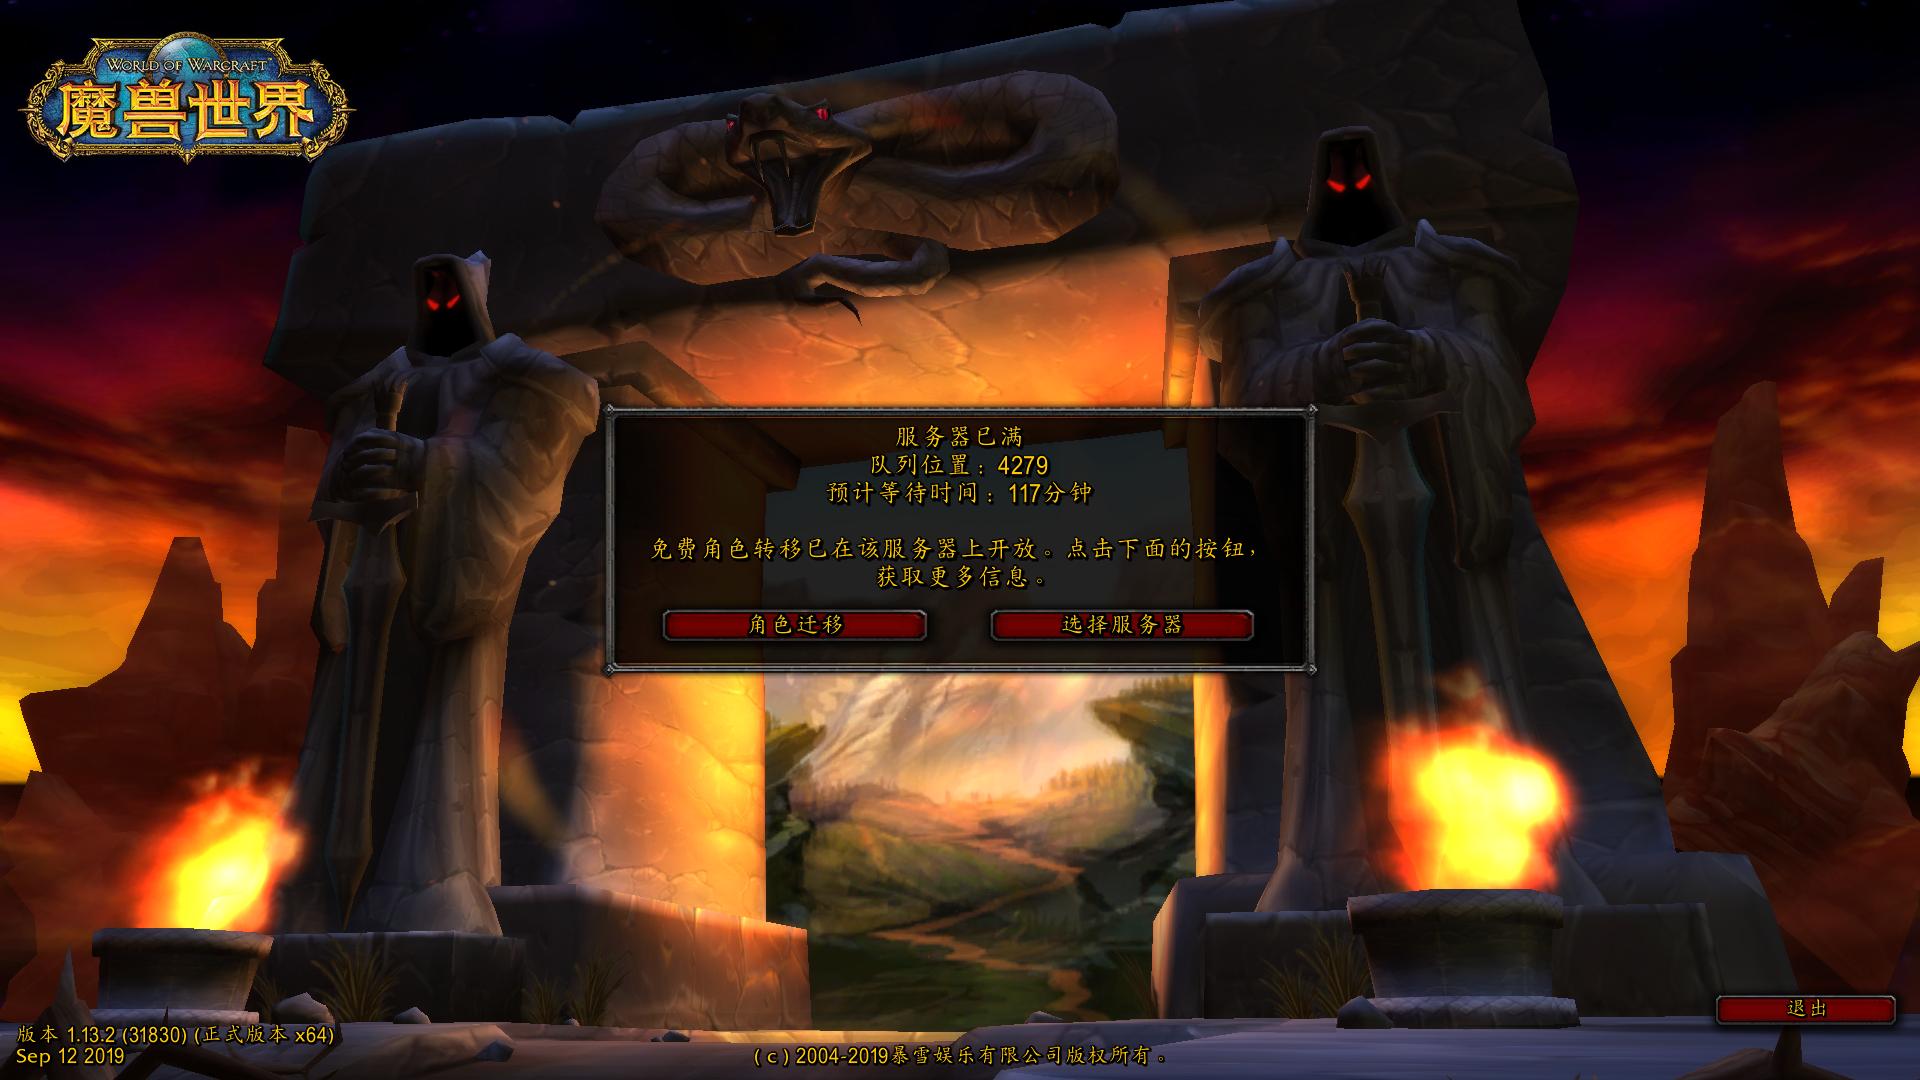 WORLD OF WARCRAFT
魔兽世界
服务器已满
队列位置：4279
预计等待时间：117分钟
免费角色转移已在该服务器上开放。点击下面的按钮，
获取更多信息。
角色迁移
选择服务器
退出
版本 1.13.2 (31830) (正式版本 x64)
Sep 12 2019
(c) 2004-2019暴雪娱乐有限公司版权所有。